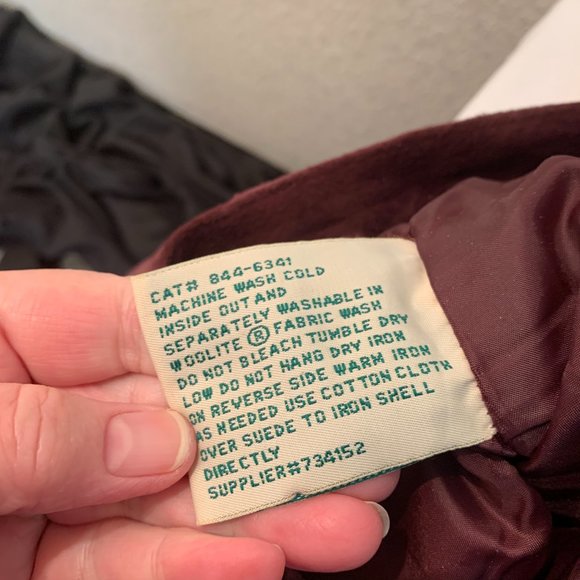 CAT# 844-6341
MACHINE WASH COLD
INSIDE OUT AND
SEPARATELY WASHABLE IN
WOOLITE ® FABRIC WASH
DO NOT BLEACH TUMBLE DRY
LOW DO NOT HANG DRY IRON
ON REVERSE SIDE WARM IRON
AS NEEDED USE COTTON CLOTH
OVER SUEDE TO IRON SHELL
DIRECTLY
SUPPLIER#734152